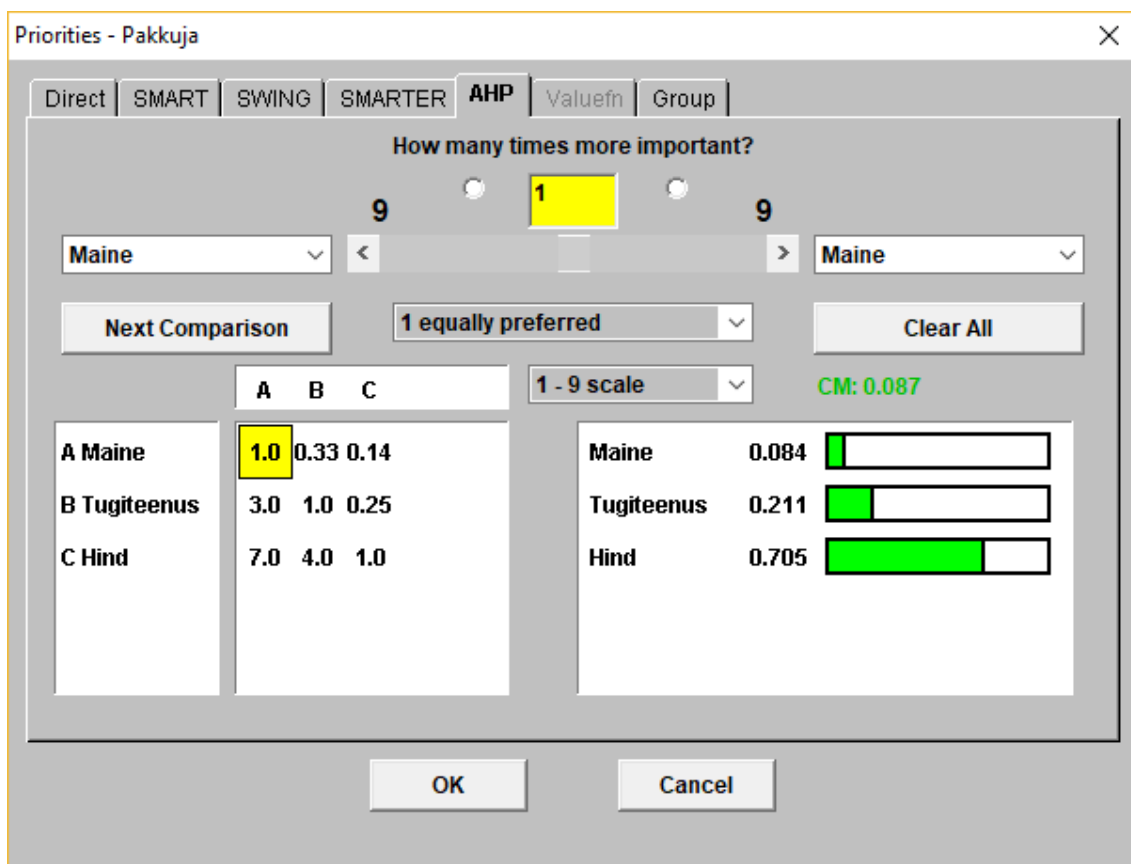 Priorities - Pakkuja
Direct SMART SWING SMARTER AHP Valuefn Group
How many times more important?
9 1 9
Maine < > Maine
Next Comparison 1 equally preferred Clear All
A B C 1 - 9 scale CM: 0.087
A Maine 1.0 0.33 0.14 Maine 0.084
B Tugiteenus 3.0 1.0 0.25 Tugiteenus 0.211
C Hind 7.0 4.0 1.0 Hind 0.705
OK Cancel